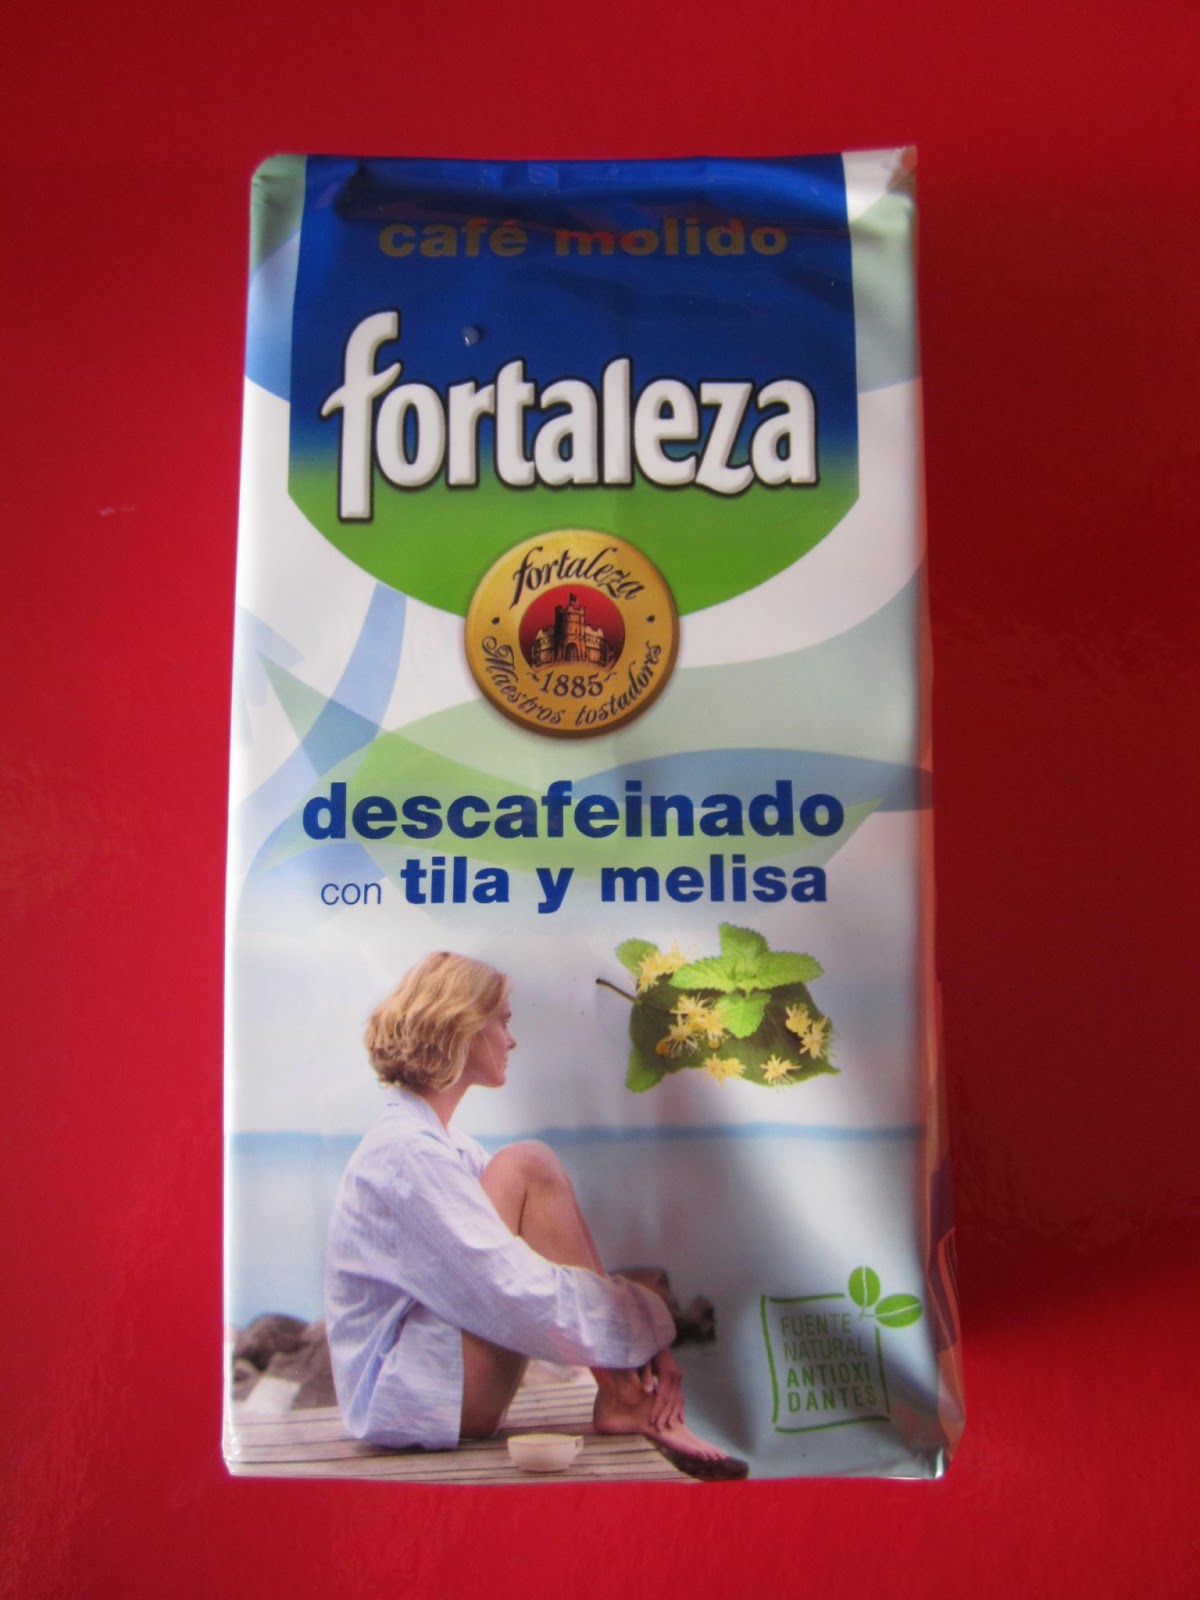 café molido
fortaleza
fortaleza
1885
Maestros tostadores
descafeinado
con tila y melisa
FUENTE
NATURAL
ANTIOXI
DANTES